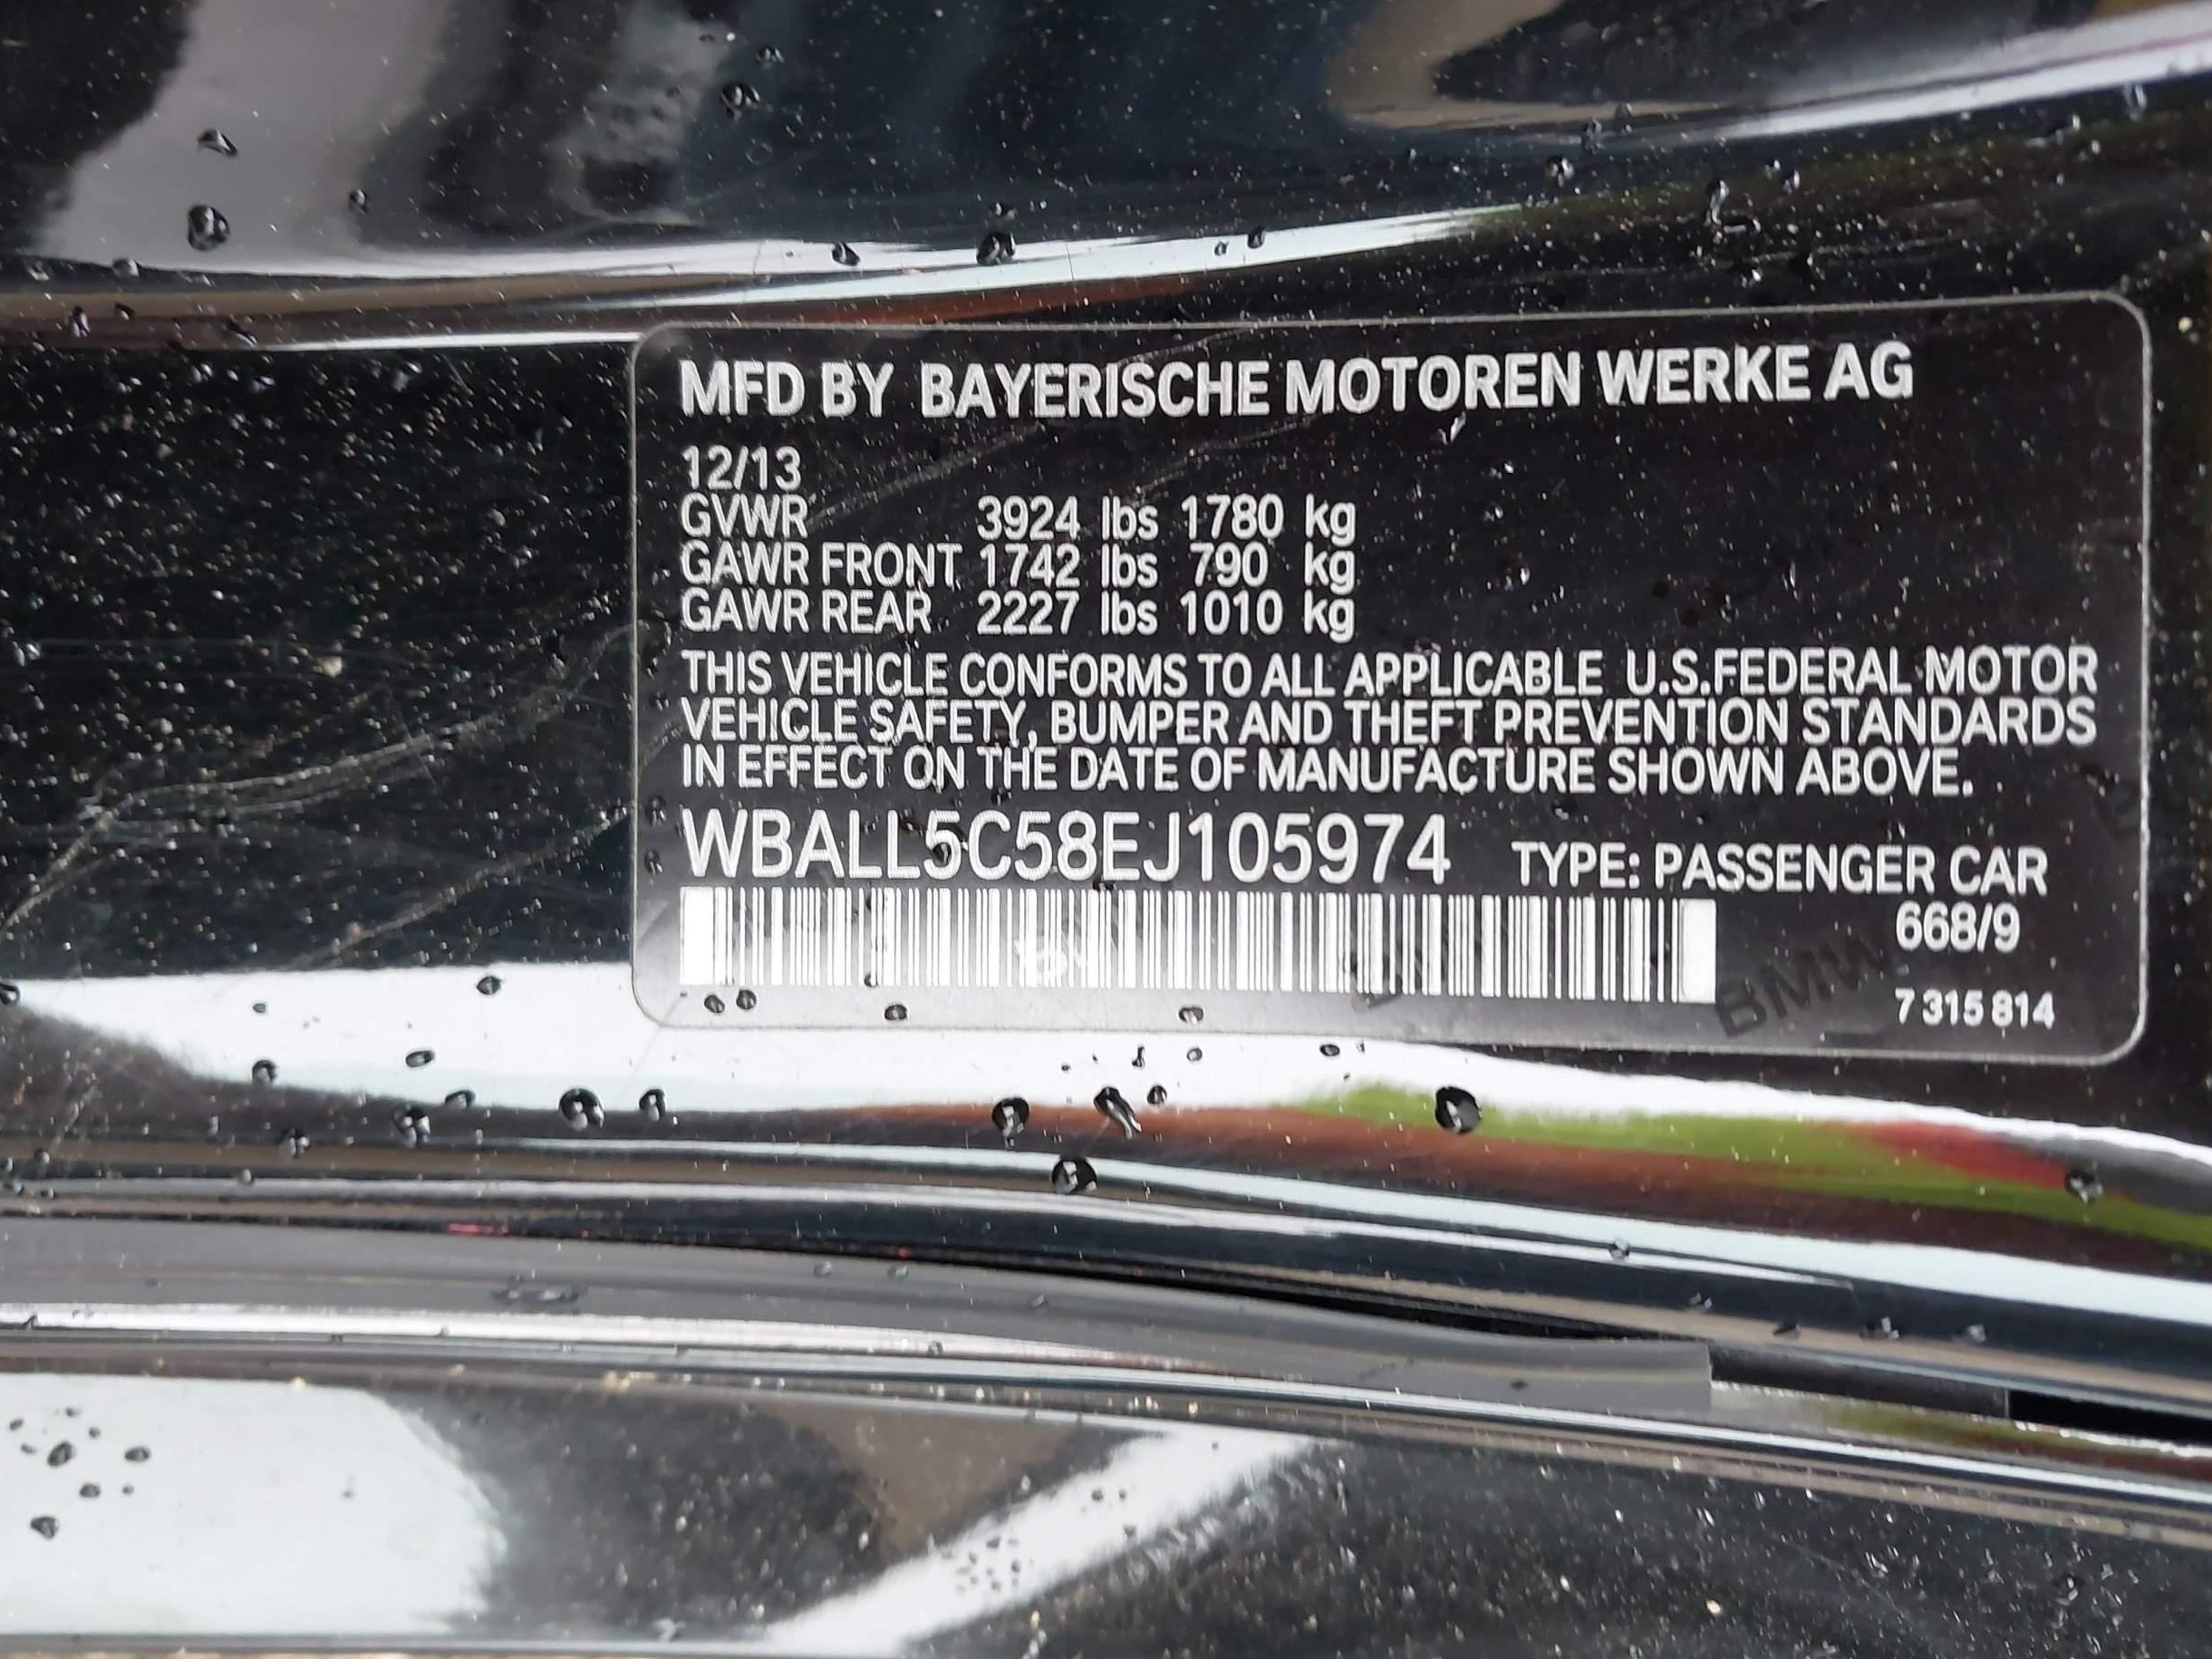 MFD BY BAYERISCHE MOTOREN WERKE AG
12/13
GVWR 3924 lbs 1780 kg
GAWR FRONT 1742 lbs 790 kg
GAWR REAR 2227 lbs 1010 kg
THIS VEHICLE CONFORMS TO ALL APPLICABLE U.S.FEDERAL MOTOR
VEHICLE SAFETY, BUMPER AND THEFT PREVENTION STANDARDS
IN EFFECT ON THE DATE OF MANUFACTURE SHOWN ABOVE.
WBALL5C58EJ105974 TYPE: PASSENGER CAR
668/9
BMW
7 315 814